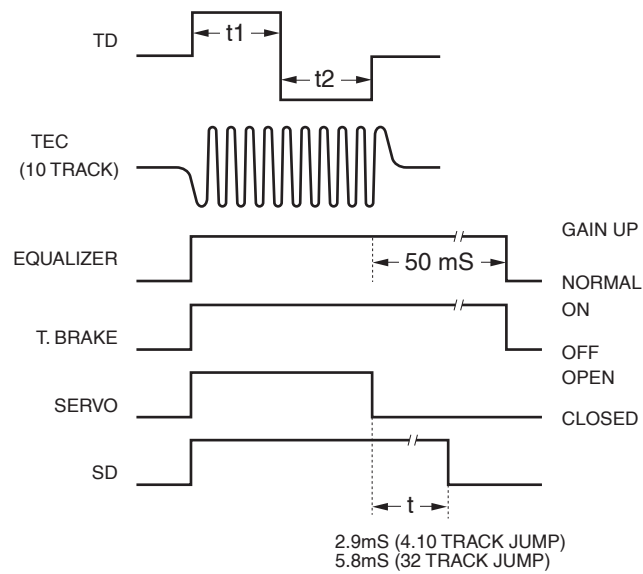 TD
t1
t2
TEC
(10 TRACK)
EQUALIZER
GAIN UP
50 mS
NORMAL
T. BRAKE
ON
OFF
SERVO
OPEN
CLOSED
SD
t
2.9mS (4.10 TRACK JUMP)
5.8mS (32 TRACK JUMP)